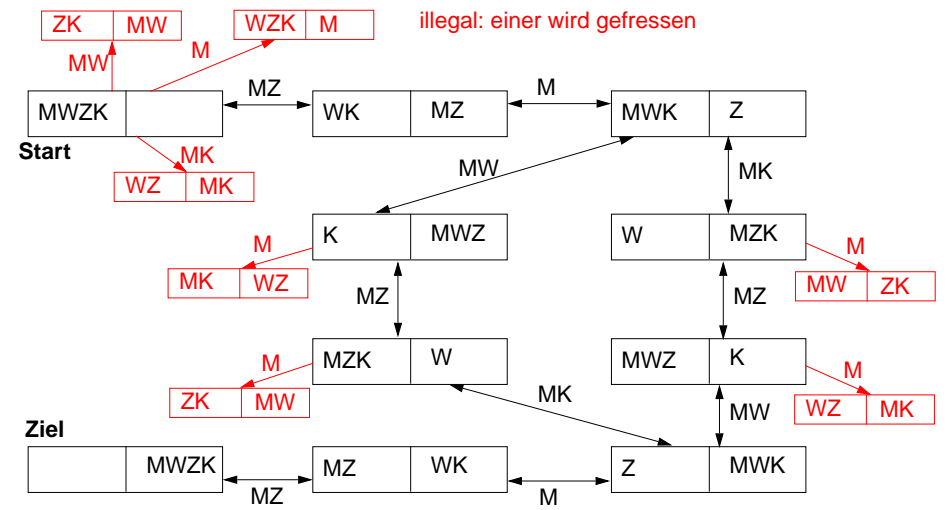 ZK MW WZK M illegal: einer wird gefressen
MW M
MZ M
MWZK WK MZ MWK Z
Start
MK MW MK
WZ MK
K MWZ W MZK
M M
MK WZ MW ZK
MZ MZ
MZK W MWZ K
M M
ZK MW MK MW WZ MK
Ziel
MWZK MZ WK Z MWK
MZ M